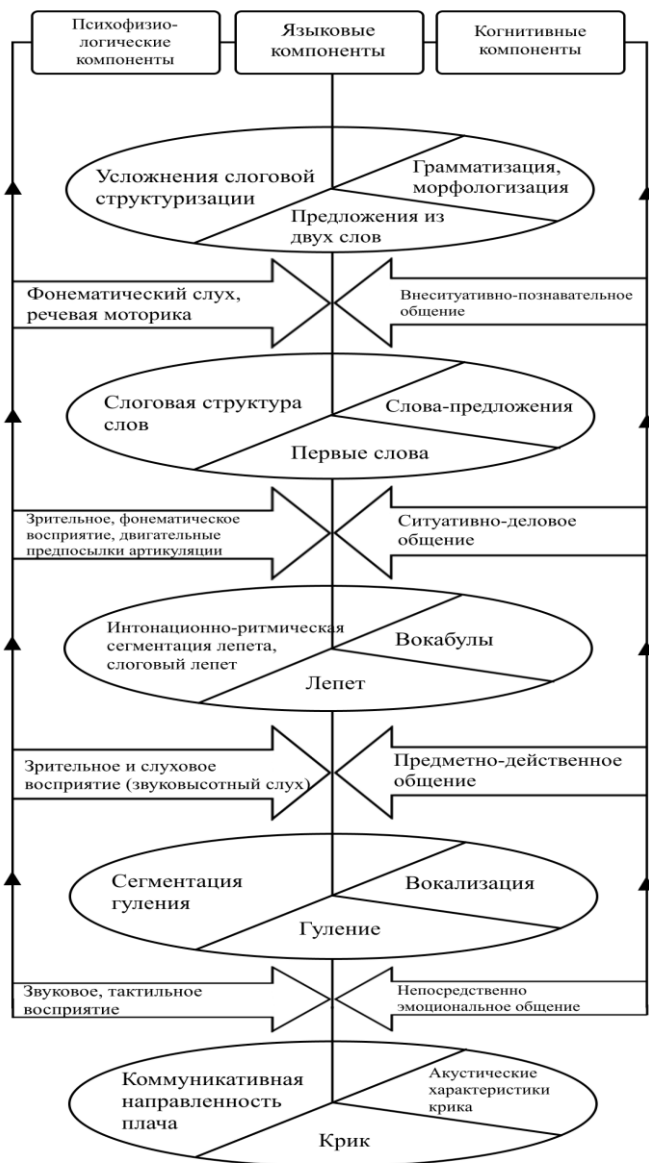 Психофизио-
логические
компоненты
Языковые
компоненты
Когнитивные
компоненты
Усложнения слоговой
структуризации
Грамматизация,
морфологизация
Предложения из
двух слов
Фонематический слух,
речевая моторика
Внеситуативно-познавательное
общение
Слоговая структура
слов
Слова-предложения
Первые слова
Зрительное, фонематическое
восприятие, двигательные
предпосылки артикуляции
Ситуативно-деловое
общение
Интонационно-ритмическая
сегментация лепета,
слоговый лепет
Вокабулы
Лепет
Зрительное и слуховое
восприятие (звуковысотный слух)
Предметно-действенное
общение
Сегментация
гуления
Вокализация
Гуление
Звуковое, тактильное
восприятие
Непосредственно
эмоциональное общение
Коммуникативная
направленность
плача
Акустические
характеристики
крика
Крик